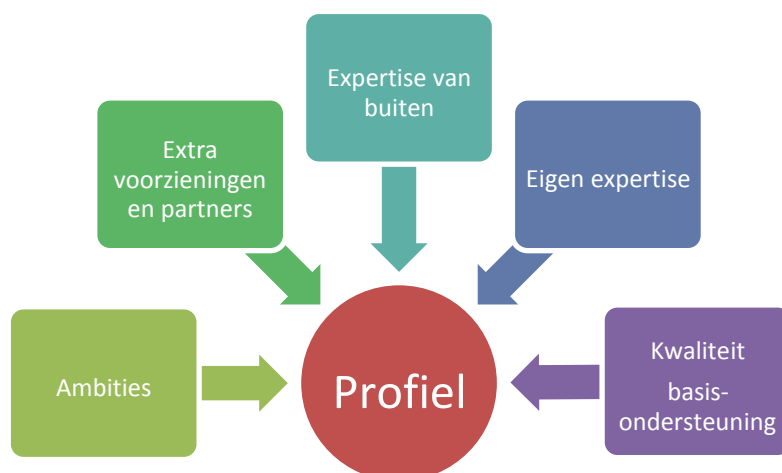 Expertise van
buiten
Extra
voorzieningen
en partners
Eigen expertise
Ambities
Profiel
Kwaliteit
basis-
ondersteuning